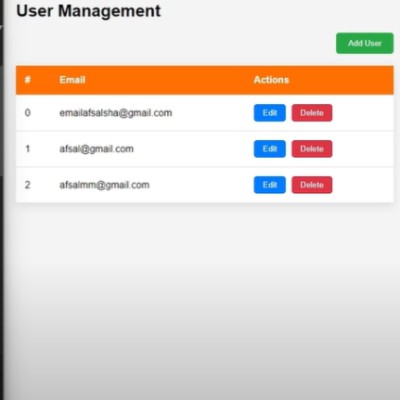 User Management
Add User
# Email Actions
0 emailafsalsha@gmail.com Edit Delete
1 afsal@gmail.com Edit Delete
2 afsalmm@gmail.com Edit Delete